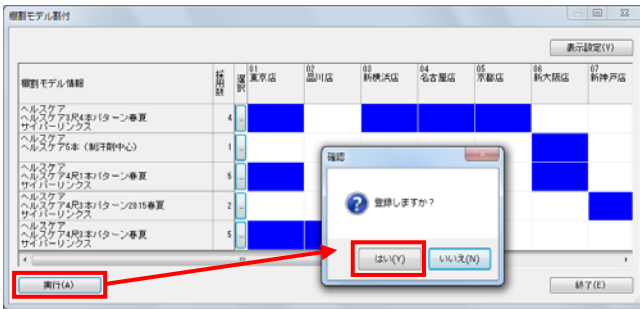 棚割モデル割付
表示設定(V)
棚割モデル情報
採用数
選択
01
東京店
02
品川店
03
新横浜店
04
名古屋店
05
京都店
06
新大阪店
07
新神戸店
ヘルスケア
ヘルスケア3尺4本パターン春夏
サイバーリンクス
4
ヘルスケア
ヘルスケア5本（制汗剤中心）
1
ヘルスケア
ヘルスケア4尺1本パターン春夏
サイバーリンクス
5
ヘルスケア
ヘルスケア4尺3本パターン2015春夏
2
ヘルスケア
ヘルスケア4尺3本パターン春夏
サイバーリンクス
5
確認
登録しますか？
はい(Y)
いいえ(N)
実行(A)
終了(E)